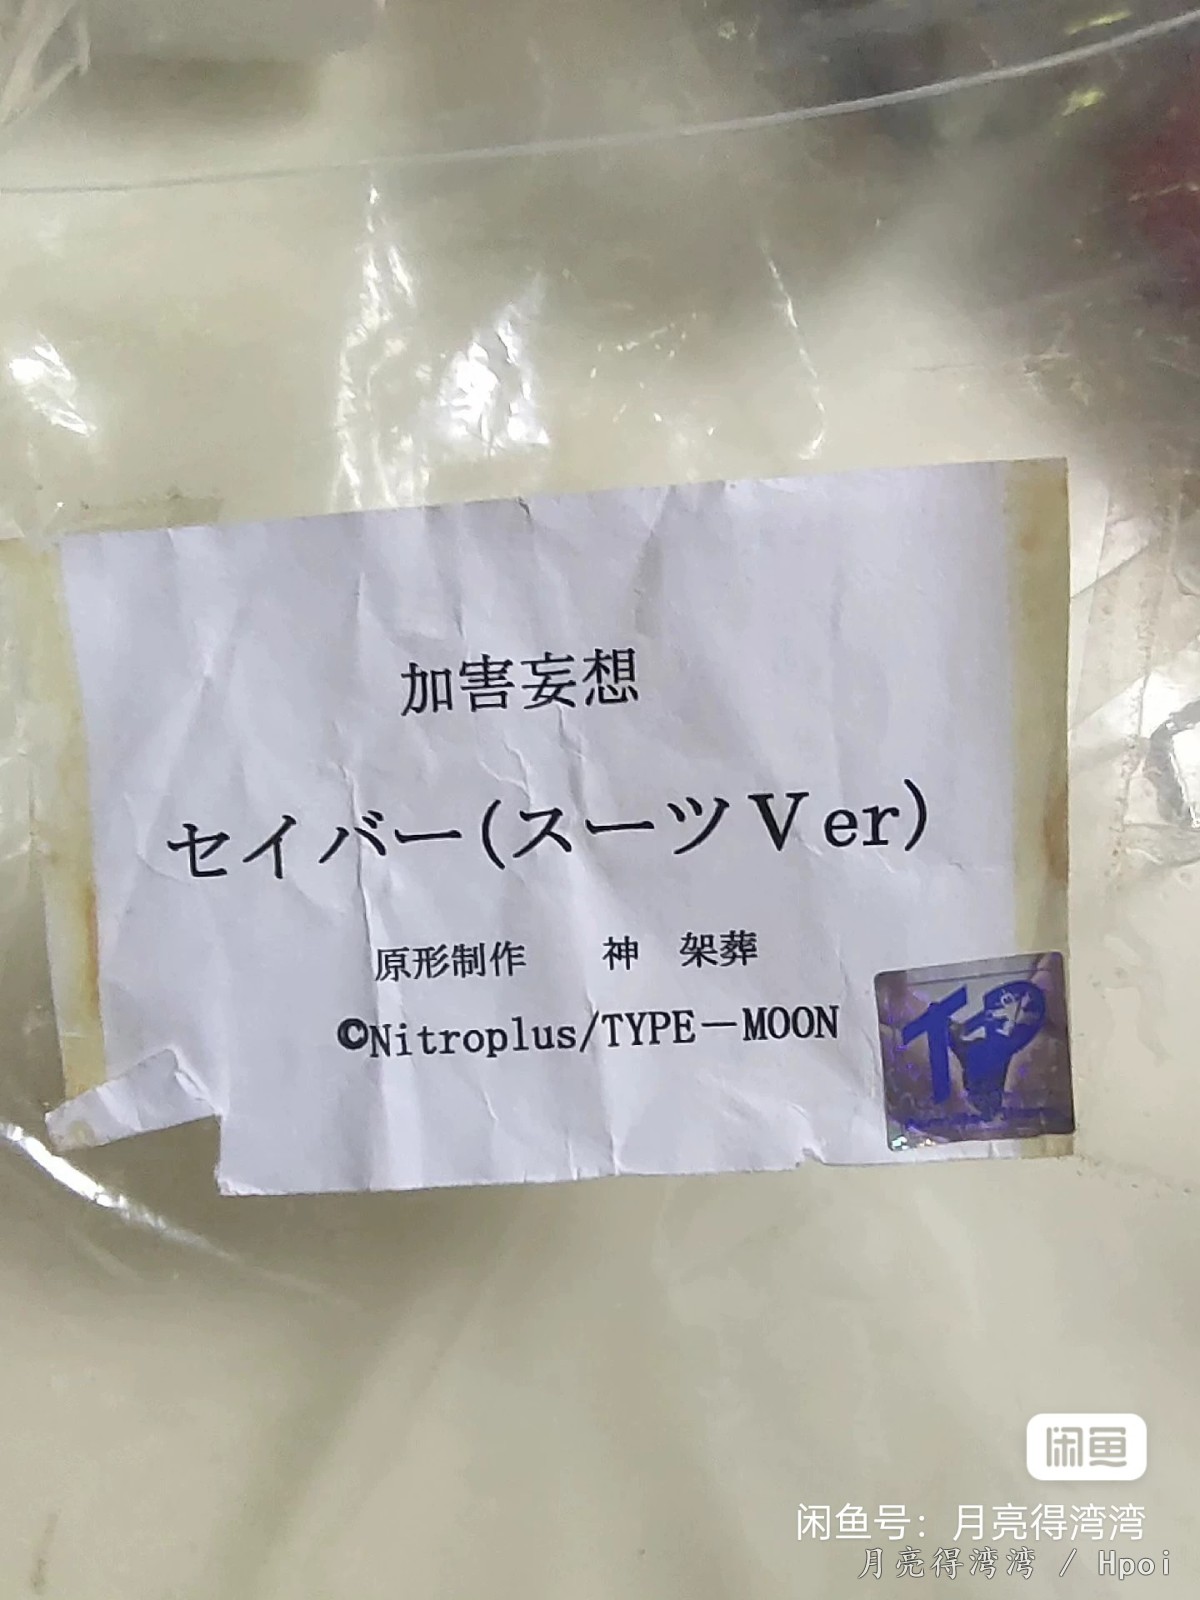 加害妄想
セイバー(スーツVer)
原形制作　神　架葬
©Nitroplus/TYPE－MOON
闲鱼
闲鱼号：月亮得湾湾
月亮得湾湾 / Hpoi